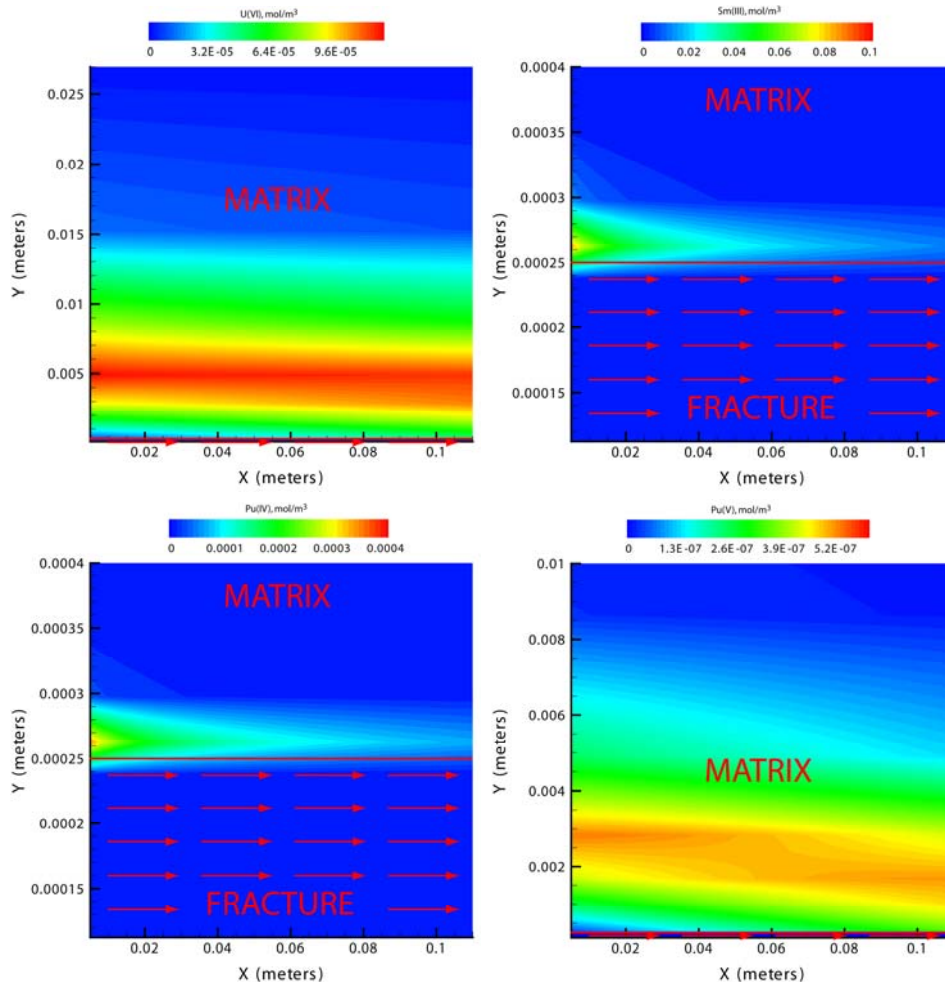 U(VI), mol/m³
0 3.2E-05 6.4E-05 9.6E-05
0.025
0.02
0.015
0.01
0.005
Y (meters)
MATRIX
0.02 0.04 0.06 0.08 0.1
X (meters)
Sm(III), mol/m³
0 0.02 0.04 0.06 0.08 0.1
0.0004
0.00035
0.0003
0.00025
0.0002
0.00015
Y (meters)
MATRIX
FRACTURE
0.02 0.04 0.06 0.08 0.1
X (meters)
Pu(IV), mol/m³
0 0.0001 0.0002 0.0003 0.0004
0.0004
0.00035
0.0003
0.00025
0.0002
0.00015
Y (meters)
MATRIX
FRACTURE
0.02 0.04 0.06 0.08 0.1
X (meters)
Pu(V), mol/m³
0 1.3E-07 2.6E-07 3.9E-07 5.2E-07
0.01
0.008
0.006
0.004
0.002
Y (meters)
MATRIX
0.02 0.04 0.06 0.08 0.1
X (meters)